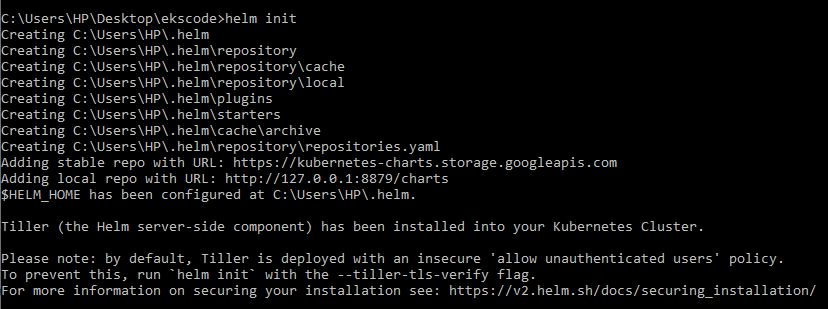 C:\Users\HP\Desktop\ekscode>helm init
Creating C:\Users\HP\.helm
Creating C:\Users\HP\.helm\repository
Creating C:\Users\HP\.helm\repository\cache
Creating C:\Users\HP\.helm\repository\local
Creating C:\Users\HP\.helm\plugins
Creating C:\Users\HP\.helm\starters
Creating C:\Users\HP\.helm\cache\archive
Creating C:\Users\HP\.helm\repository\repositories.yaml
Adding stable repo with URL: https://kubernetes-charts.storage.googleapis.com
Adding local repo with URL: http://127.0.0.1:8879/charts
$HELM_HOME has been configured at C:\Users\HP\.helm.
Tiller (the Helm server-side component) has been installed into your Kubernetes Cluster.
Please note: by default, Tiller is deployed with an insecure 'allow unauthenticated users' policy.
To prevent this, run `helm init` with the --tiller-tls-verify flag.
For more information on securing your installation see: https://v2.helm.sh/docs/securing_installation/